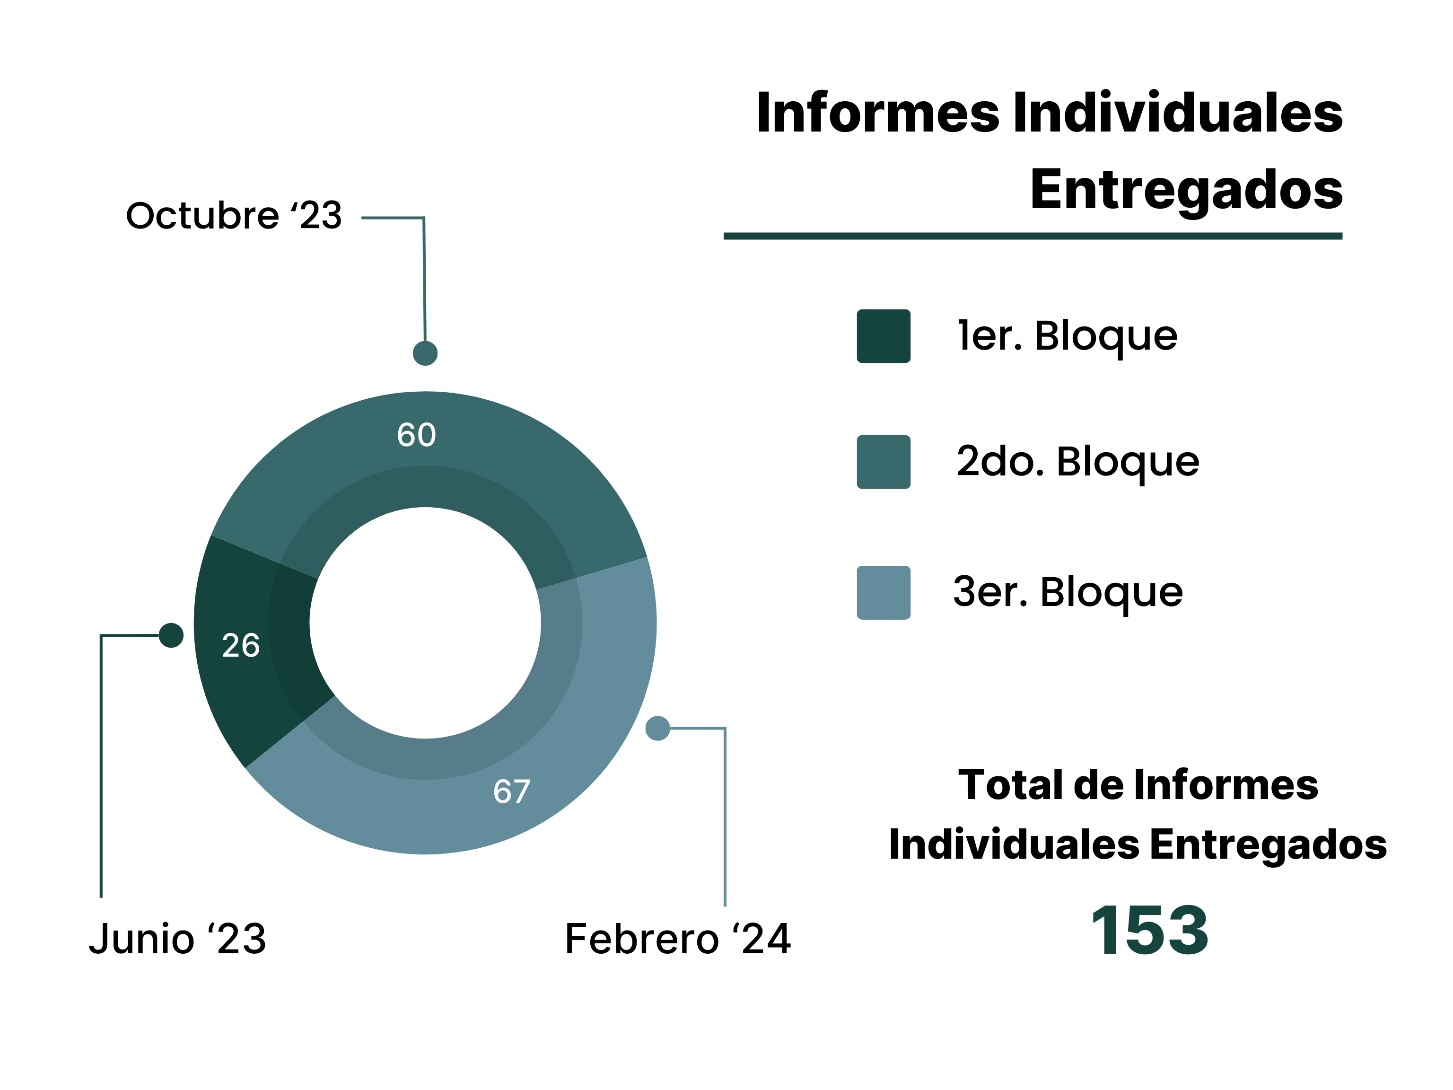 Informes Individuales
Entregados
Octubre ‘23
1er. Bloque
2do. Bloque
3er. Bloque
60
26
67
Junio ‘23
Febrero ‘24
Total de Informes
Individuales Entregados
153